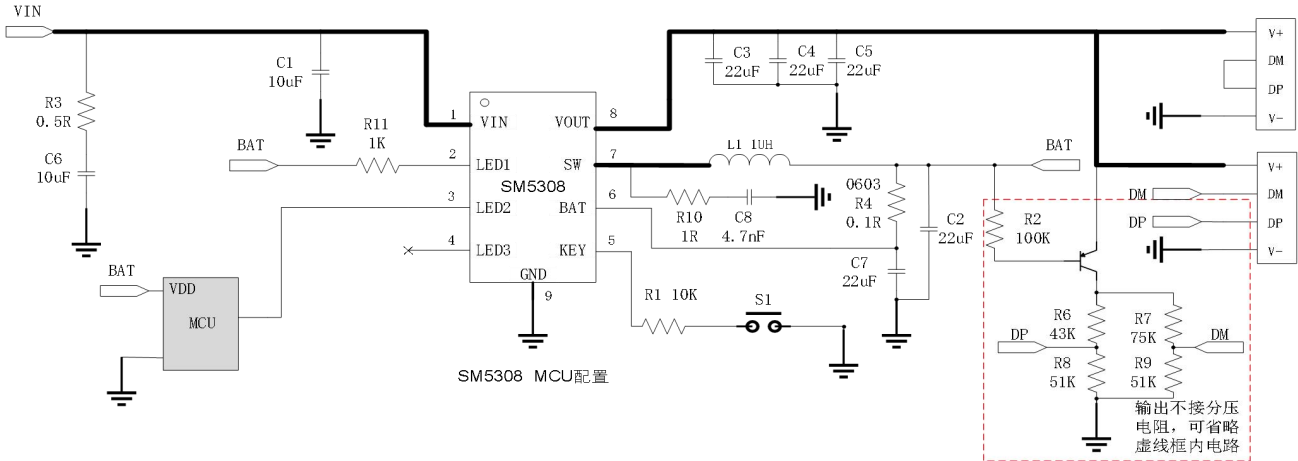 VIN
R3
0.5R
C6
10uF
C1
10uF
BAT
R11
1K
1
2
3
4
VIN
LED1
LED2
LED3
SM5308
VOUT
SW
BAT
KEY
GND
9
8
7
6
5
C3
22uF
C4
22uF
C5
22uF
L1 1UH
R10
1R
C8
4.7nF
0603
R4
0.1R
C2
22uF
C7
22uF
BAT
R1 10K
S1
BAT
VDD
MCU
SM5308 MCU配置
V+
DM
DP
V-
V+
DM
DP
V-
DM
DP
R2
100K
R6
43K
R7
75K
DP
DM
R8
51K
R9
51K
输出不接分压
电阻，可省略
虚线框内电路